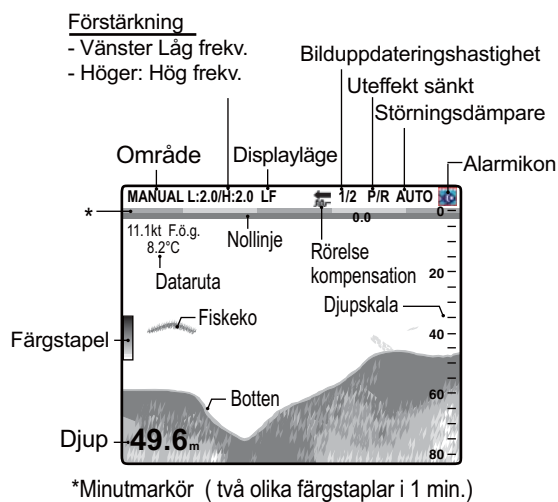 Förstärkning
- Vänster Låg frekv.
- Höger: Hög frekv.
Bilduppdateringshastighet
Uteffekt sänkt
Störningsdämpare
Område
Displayläge
Alarmikon
MANUAL L:2.0/H:2.0 LF 1/2 P/R AUTO
*
0.0
0
11.1kt F.ö.g.
8.2°C
Nollinje
Rörelse
kompensation
20
Dataruta
Djupskala
Fiskeko
40
Färgstapel
Botten
60
Djup
49.6m
80
*Minutmarkör ( två olika färgstaplar i 1 min.)